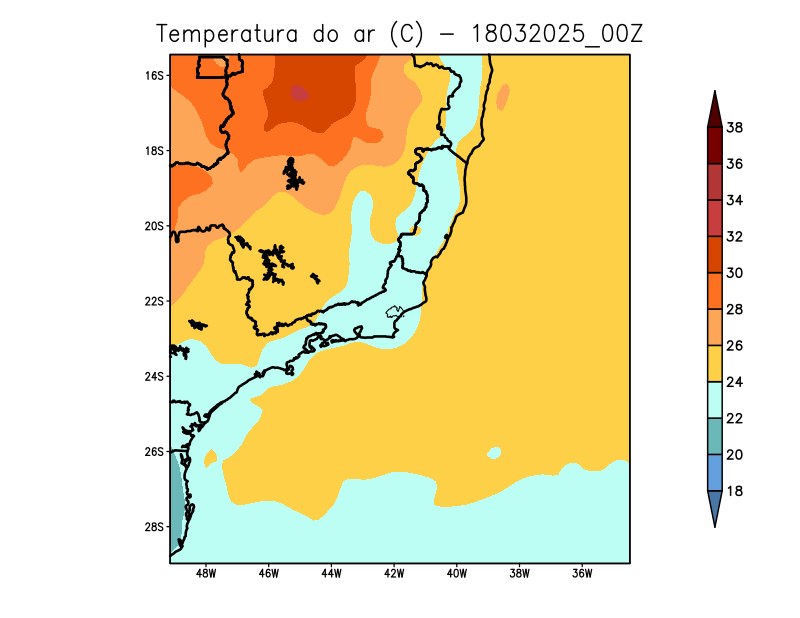 Temperatura do ar (C) – 18032025_00Z
16S
18S
20S
22S
24S
26S
28S
48W 46W 44W 42W 40W 38W 36W
38
36
34
32
30
28
26
24
22
20
18